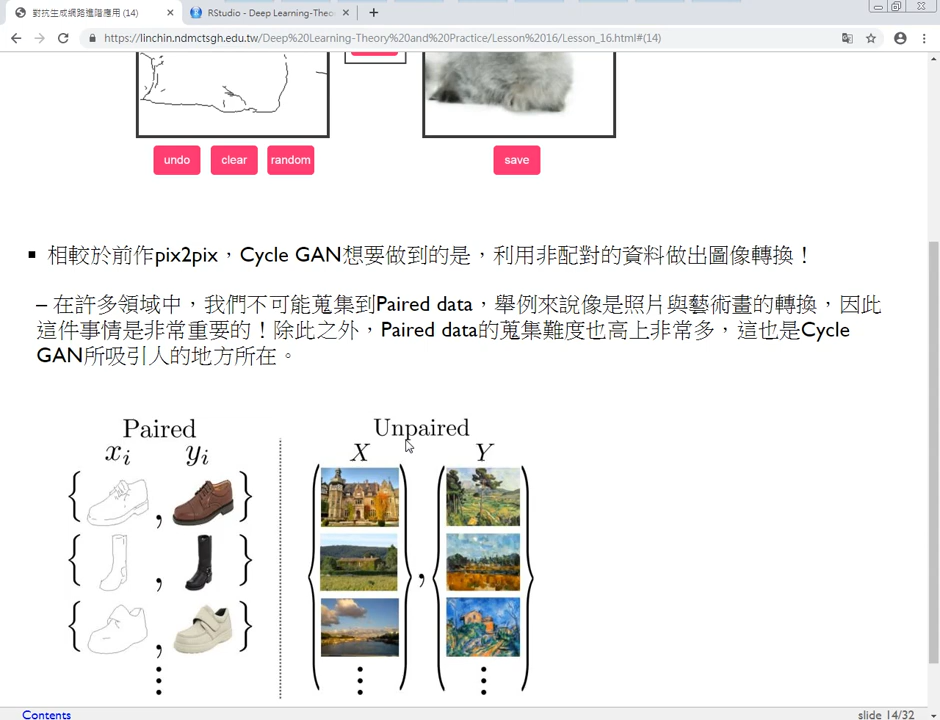 對抗生成網路進階應用 (14)
RStudio - Deep Learning-Theo
https://linchin.ndmctsgh.edu.tw/Deep%20Learning-Theory%20and%20Practice/Lesson%2016/Lesson_16.html#(14)
undo clear random save
▪ 相較於前作pix2pix，Cycle GAN想要做到的是，利用非配對的資料做出圖像轉換！
– 在許多領域中，我們不可能蒐集到Paired data，舉例來說像是照片與藝術畫的轉換，因此
這件事情是非常重要的！除此之外，Paired data的蒐集難度也高上非常多，這也是Cycle
GAN所吸引人的地方所在。
Paired
xi yi
Unpaired
X Y
Contents
slide 14/32